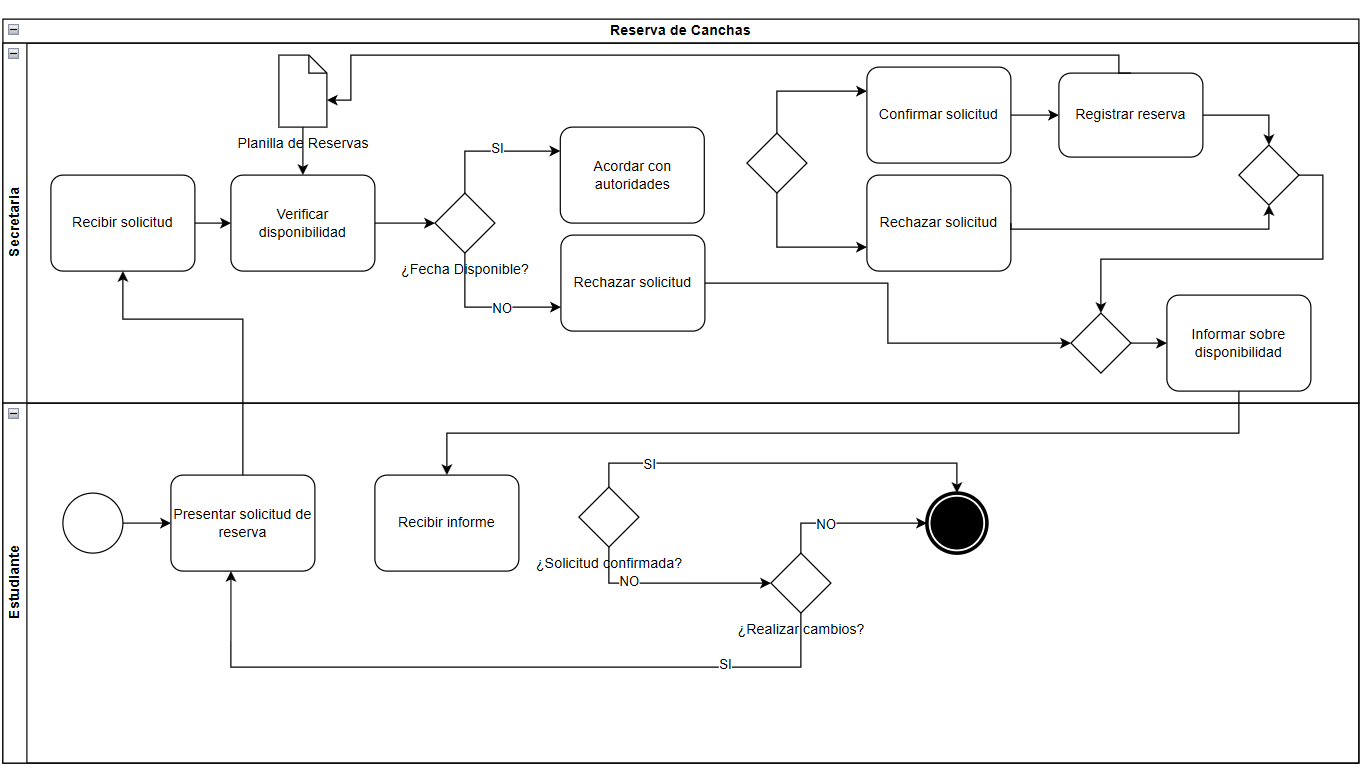 Reserva de Canchas
Secretaria
Planilla de Reservas
Recibir solicitud
Verificar
disponibilidad
¿Fecha Disponible?
SI
NO
Acordar con
autoridades
Rechazar solicitud
Confirmar solicitud
Rechazar solicitud
Registrar reserva
Informar sobre
disponibilidad
Estudiante
Presentar solicitud de
reserva
Recibir informe
SI
¿Solicitud confirmada?
NO
NO
¿Realizar cambios?
SI